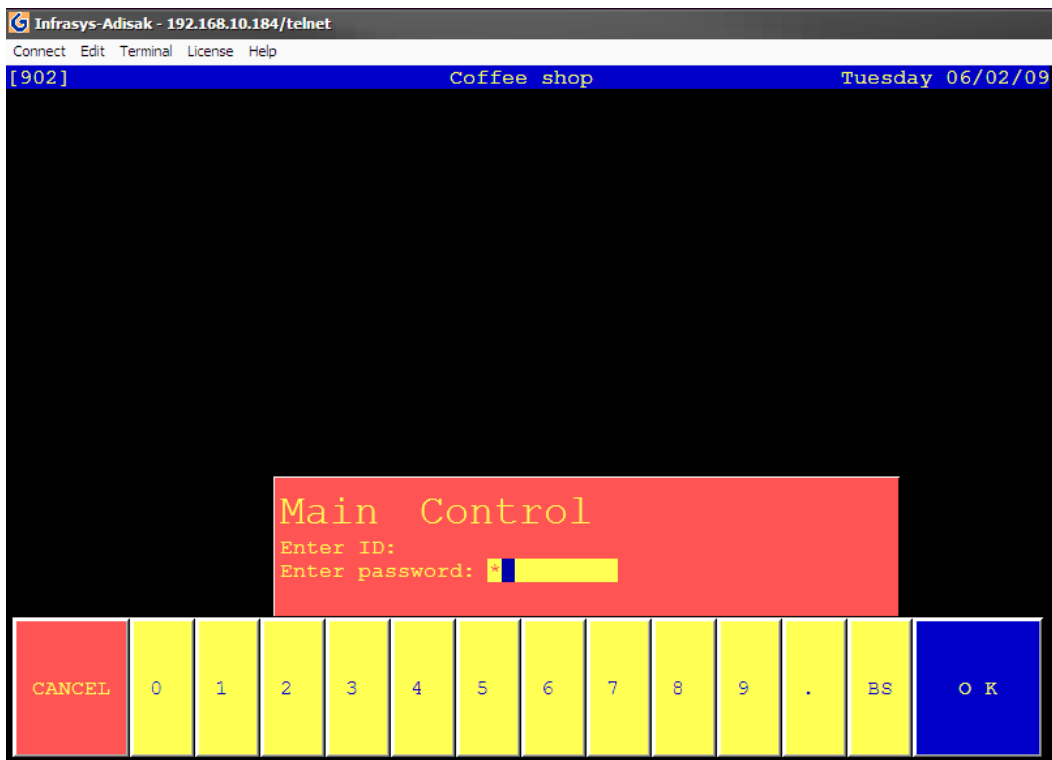 Infrasys-Adisak - 192.168.10.184/telnet
Connect Edit Terminal License Help
[902] Coffee shop Tuesday 06/02/09
Main Control
Enter ID:
Enter password: *
CANCEL 0 1 2 3 4 5 6 7 8 9 . BS O K